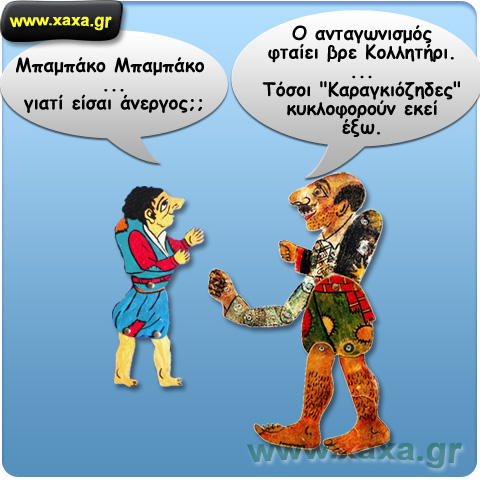 www.xaxa.gr
Μπαμπάκο Μπαμπάκο
...
γιατί είσαι άνεργος;;
Ο ανταγωνισμός
φταίει βρε Κολλητήρι.
...
Τόσοι "Καραγκιόζηδες"
κυκλοφορούν εκεί
έξω.
www.xaxa.gr